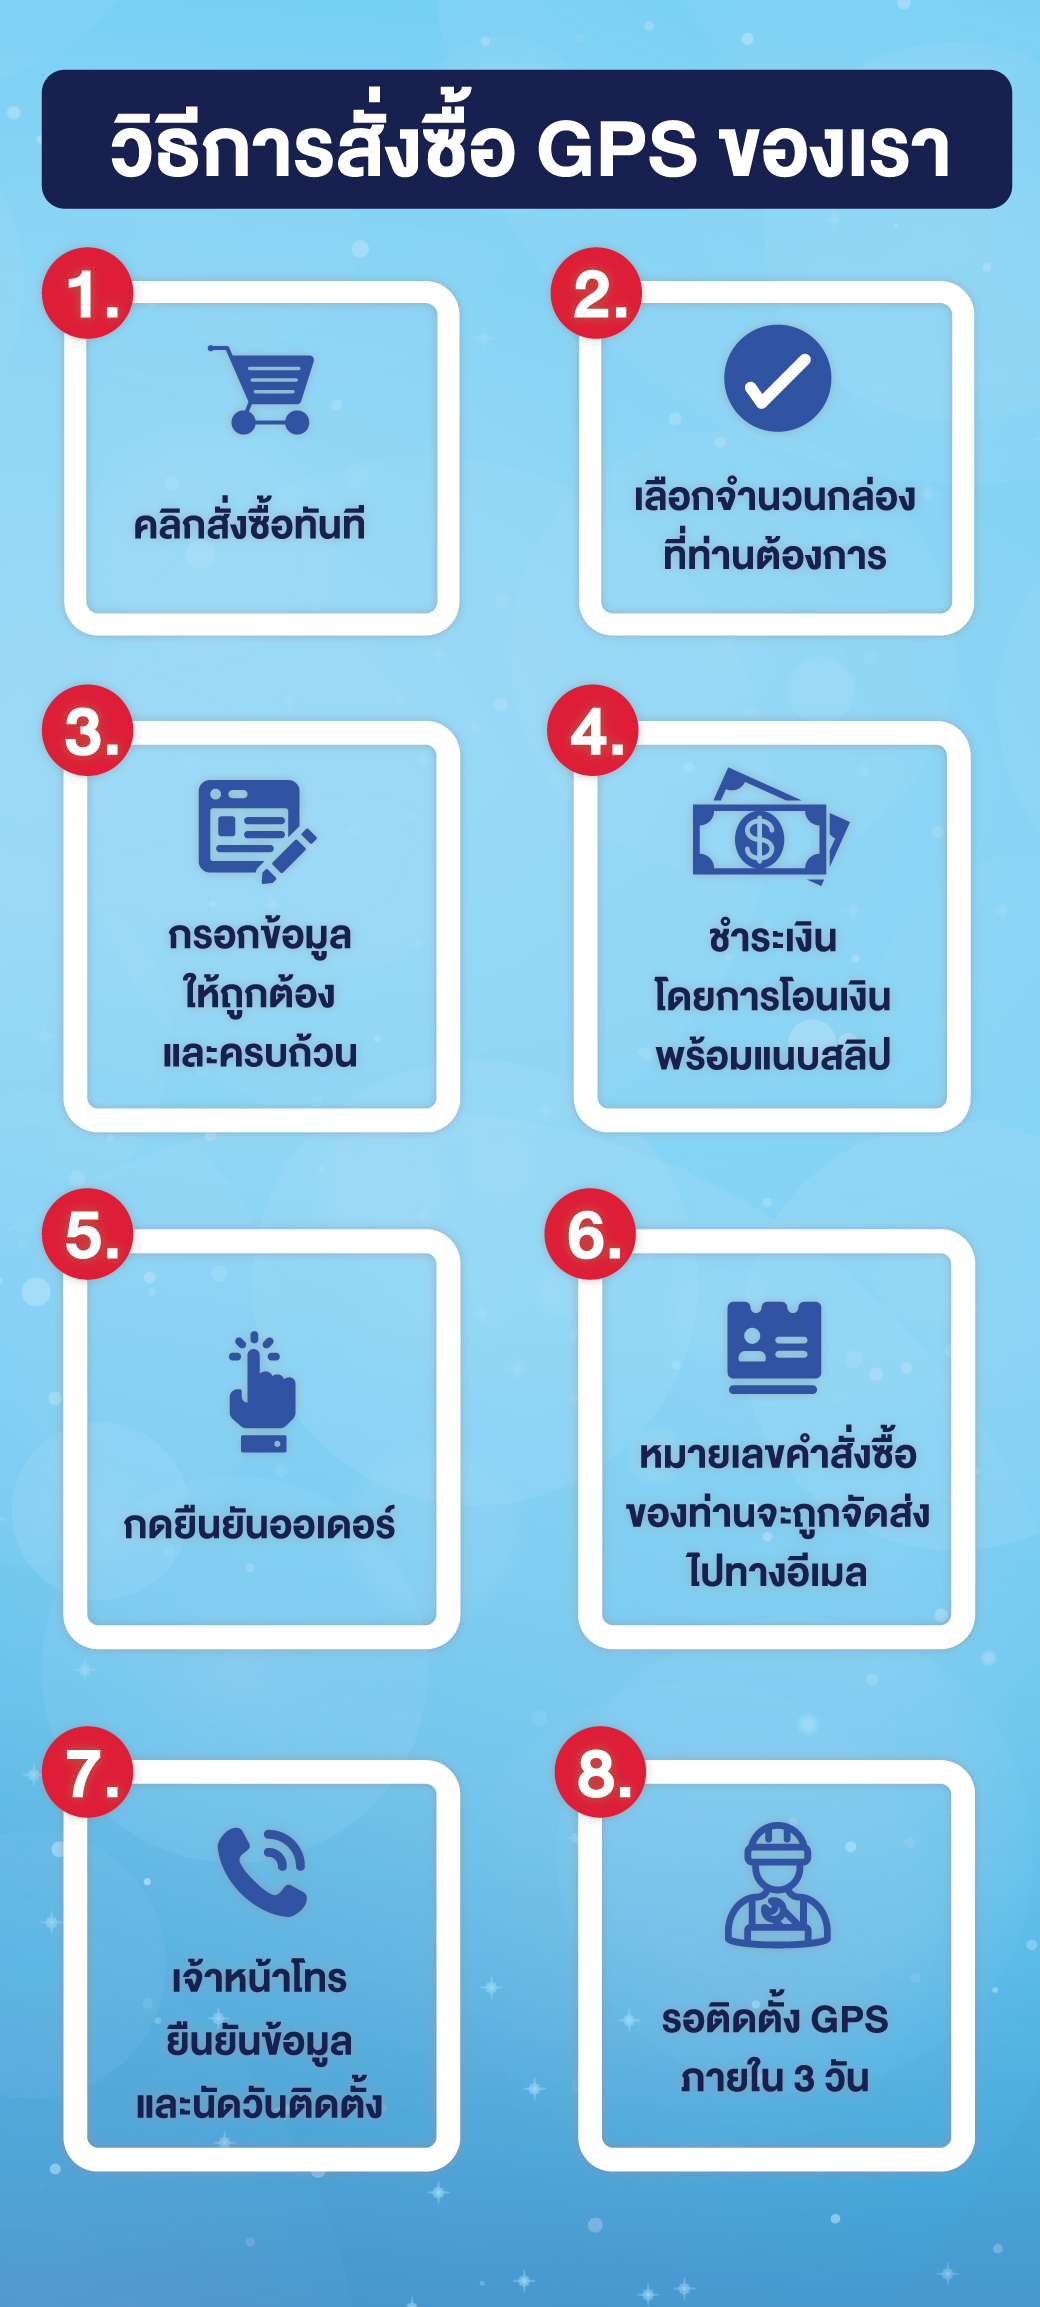 วิธีการสั่งซื้อ GPS ของเรา
1.
คลิกสั่งซื้อทันที
2.
เลือกจำนวนกล่อง
ที่ท่านต้องการ
3.
กรอกข้อมูล
ให้ถูกต้อง
และครบถ้วน
4.
ชำระเงิน
โดยการโอนเงิน
พร้อมแนบสลิป
5.
กดยืนยันออเดอร์
6.
หมายเลขคำสั่งซื้อ
ของท่านจะถูกจัดส่ง
ไปทางอีเมล
7.
เจ้าหน้าโทร
ยืนยันข้อมูล
และนัดวันติดตั้ง
8.
รอติดตั้ง GPS
ภายใน 3 วัน